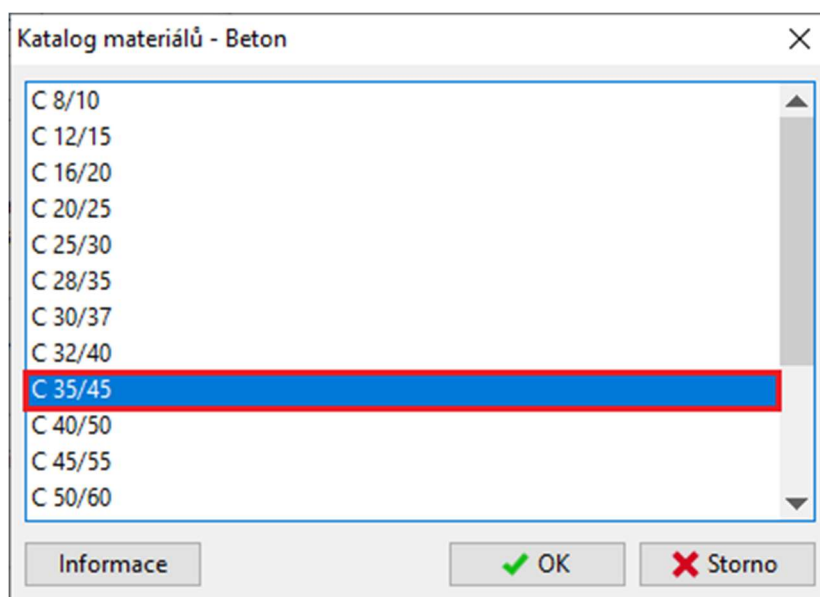 Katalog materiálů - Beton
C 8/10
C 12/15
C 16/20
C 20/25
C 25/30
C 28/35
C 30/37
C 32/40
C 35/45
C 40/50
C 45/55
C 50/60
Informace OK Storno